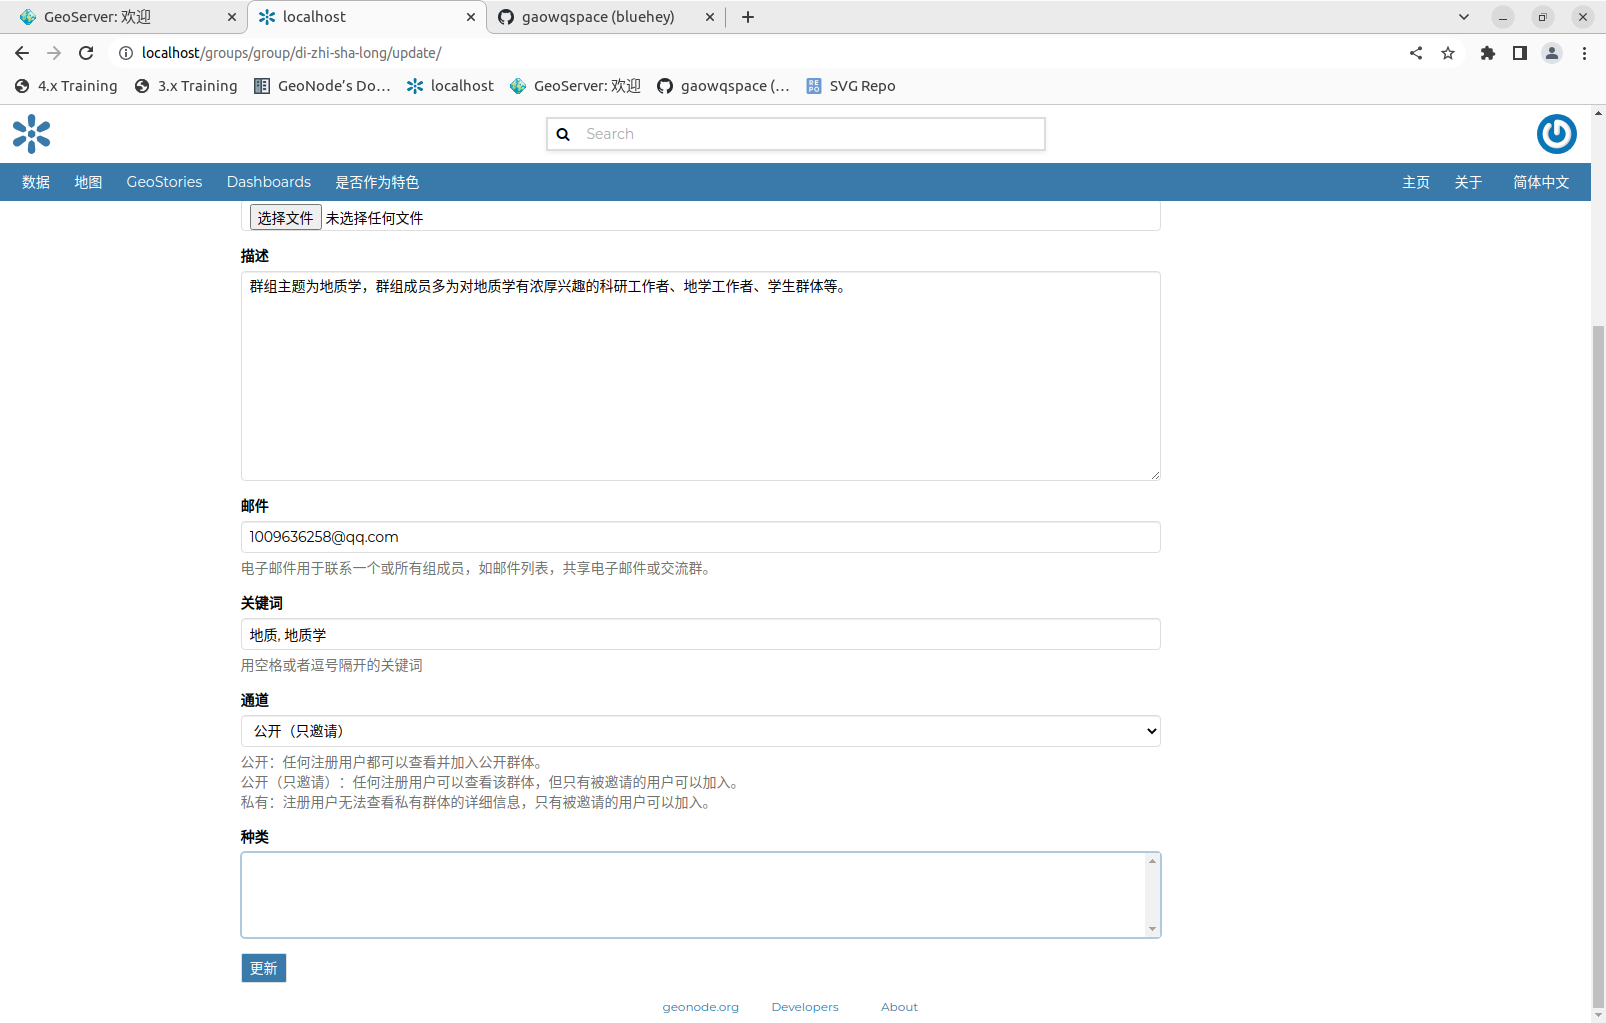 GeoServer: 欢迎
localhost
gaowqspace (bluehey)
localhost/groups/group/di-zhi-sha-long/update/
4.x Training
3.x Training
GeoNode’s Do…
localhost
GeoServer: 欢迎
gaowqspace (…
REPO
SVG Repo
Search
数据
地图
GeoStories
Dashboards
是否作为特色
主页
关于
简体中文
选择文件 未选择任何文件
描述
群组主题为地质学，群组成员多为对地质学有浓厚兴趣的科研工作者、地学工作者、学生群体等。
邮件
1009636258@qq.com
电子邮件用于联系一个或所有组成员，如邮件列表，共享电子邮件或交流群。
关键词
地质, 地质学
用空格或者逗号隔开的关键词
通道
公开（只邀请）
公开：任何注册用户都可以查看并加入公开群体。
公开（只邀请）：任何注册用户可以查看该群体，但只有被邀请的用户可以加入。
私有：注册用户无法查看私有群体的详细信息，只有被邀请的用户可以加入。
种类
更新
geonode.org
Developers
About